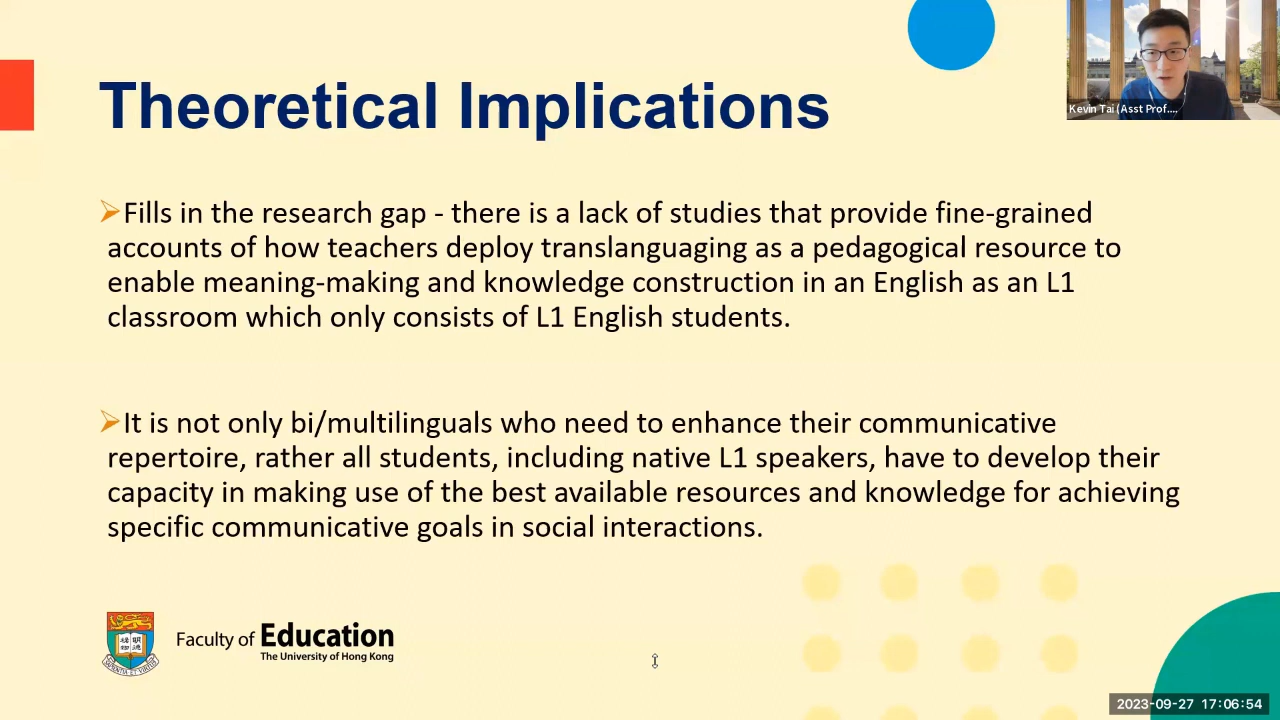 Theoretical Implications
Kevin Tai (Asst Prof....
➢Fills in the research gap - there is a lack of studies that provide fine-grained
accounts of how teachers deploy translanguaging as a pedagogical resource to
enable meaning-making and knowledge construction in an English as an L1
classroom which only consists of L1 English students.
➢It is not only bi/multilinguals who need to enhance their communicative
repertoire, rather all students, including native L1 speakers, have to develop their
capacity in making use of the best available resources and knowledge for achieving
specific communicative goals in social interactions.
Faculty of Education
The University of Hong Kong
2023-09-27 17:06:54